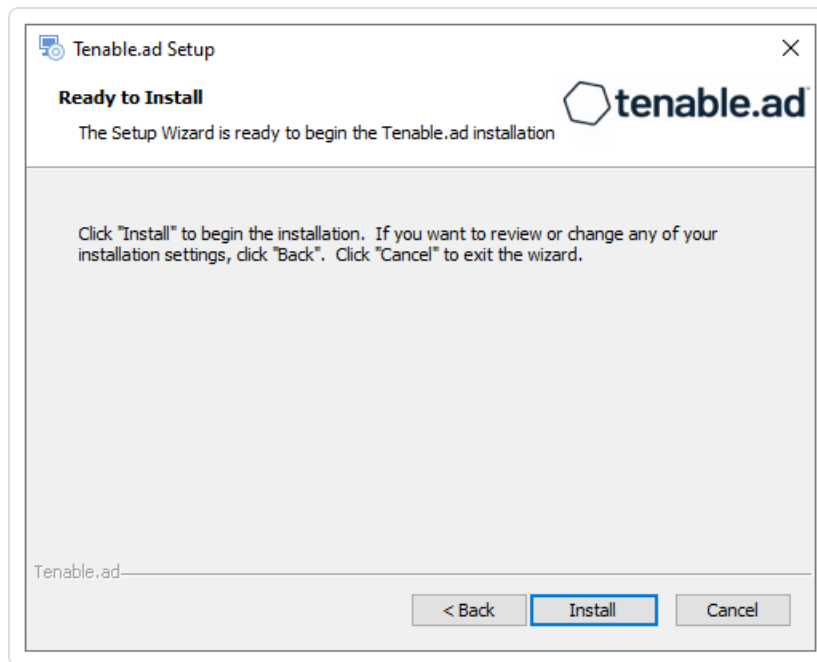 Tenable.ad Setup
Ready to Install
The Setup Wizard is ready to begin the Tenable.ad installation
tenable.ad
Click "Install" to begin the installation. If you want to review or change any of your
installation settings, click "Back". Click "Cancel" to exit the wizard.
Tenable.ad
< Back
Install
Cancel